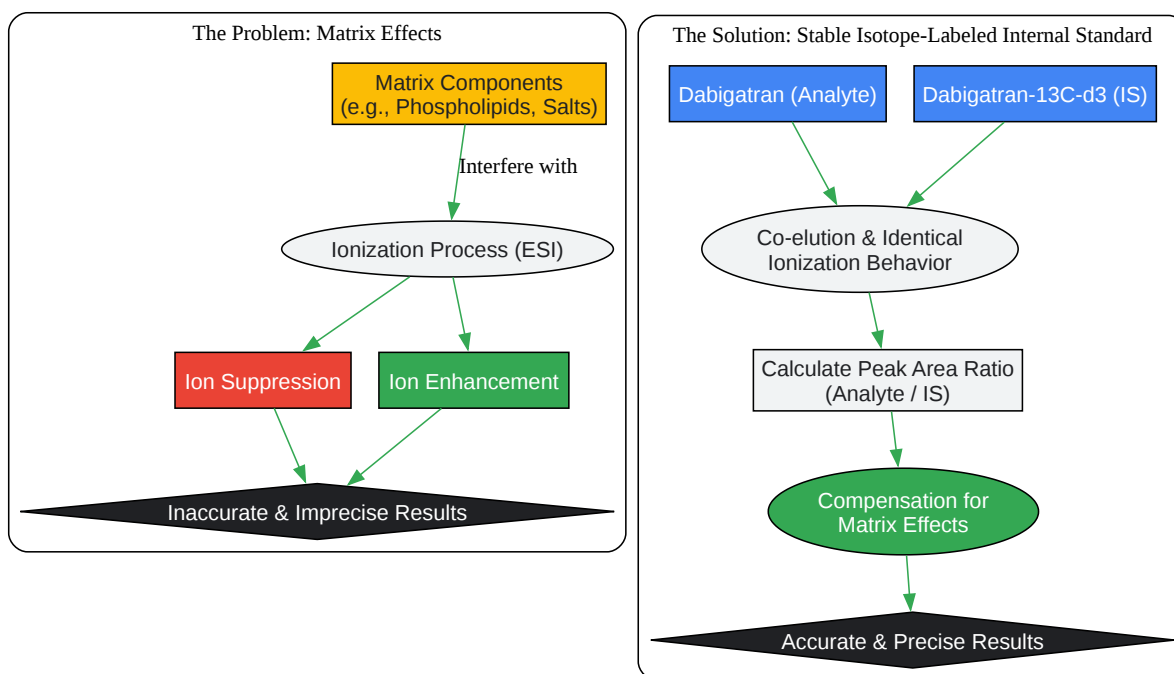 The Problem: Matrix Effects
Matrix Components
(e.g., Phospholipids, Salts)
Interfere with
Ionization Process (ESI)
Ion Suppression
Ion Enhancement
Inaccurate & Imprecise Results
The Solution: Stable Isotope-Labeled Internal Standard
Dabigatran (Analyte)
Dabigatran-13C-d3 (IS)
Co-elution & Identical
Ionization Behavior
Calculate Peak Area Ratio
(Analyte / IS)
Compensation for
Matrix Effects
Accurate & Precise Results